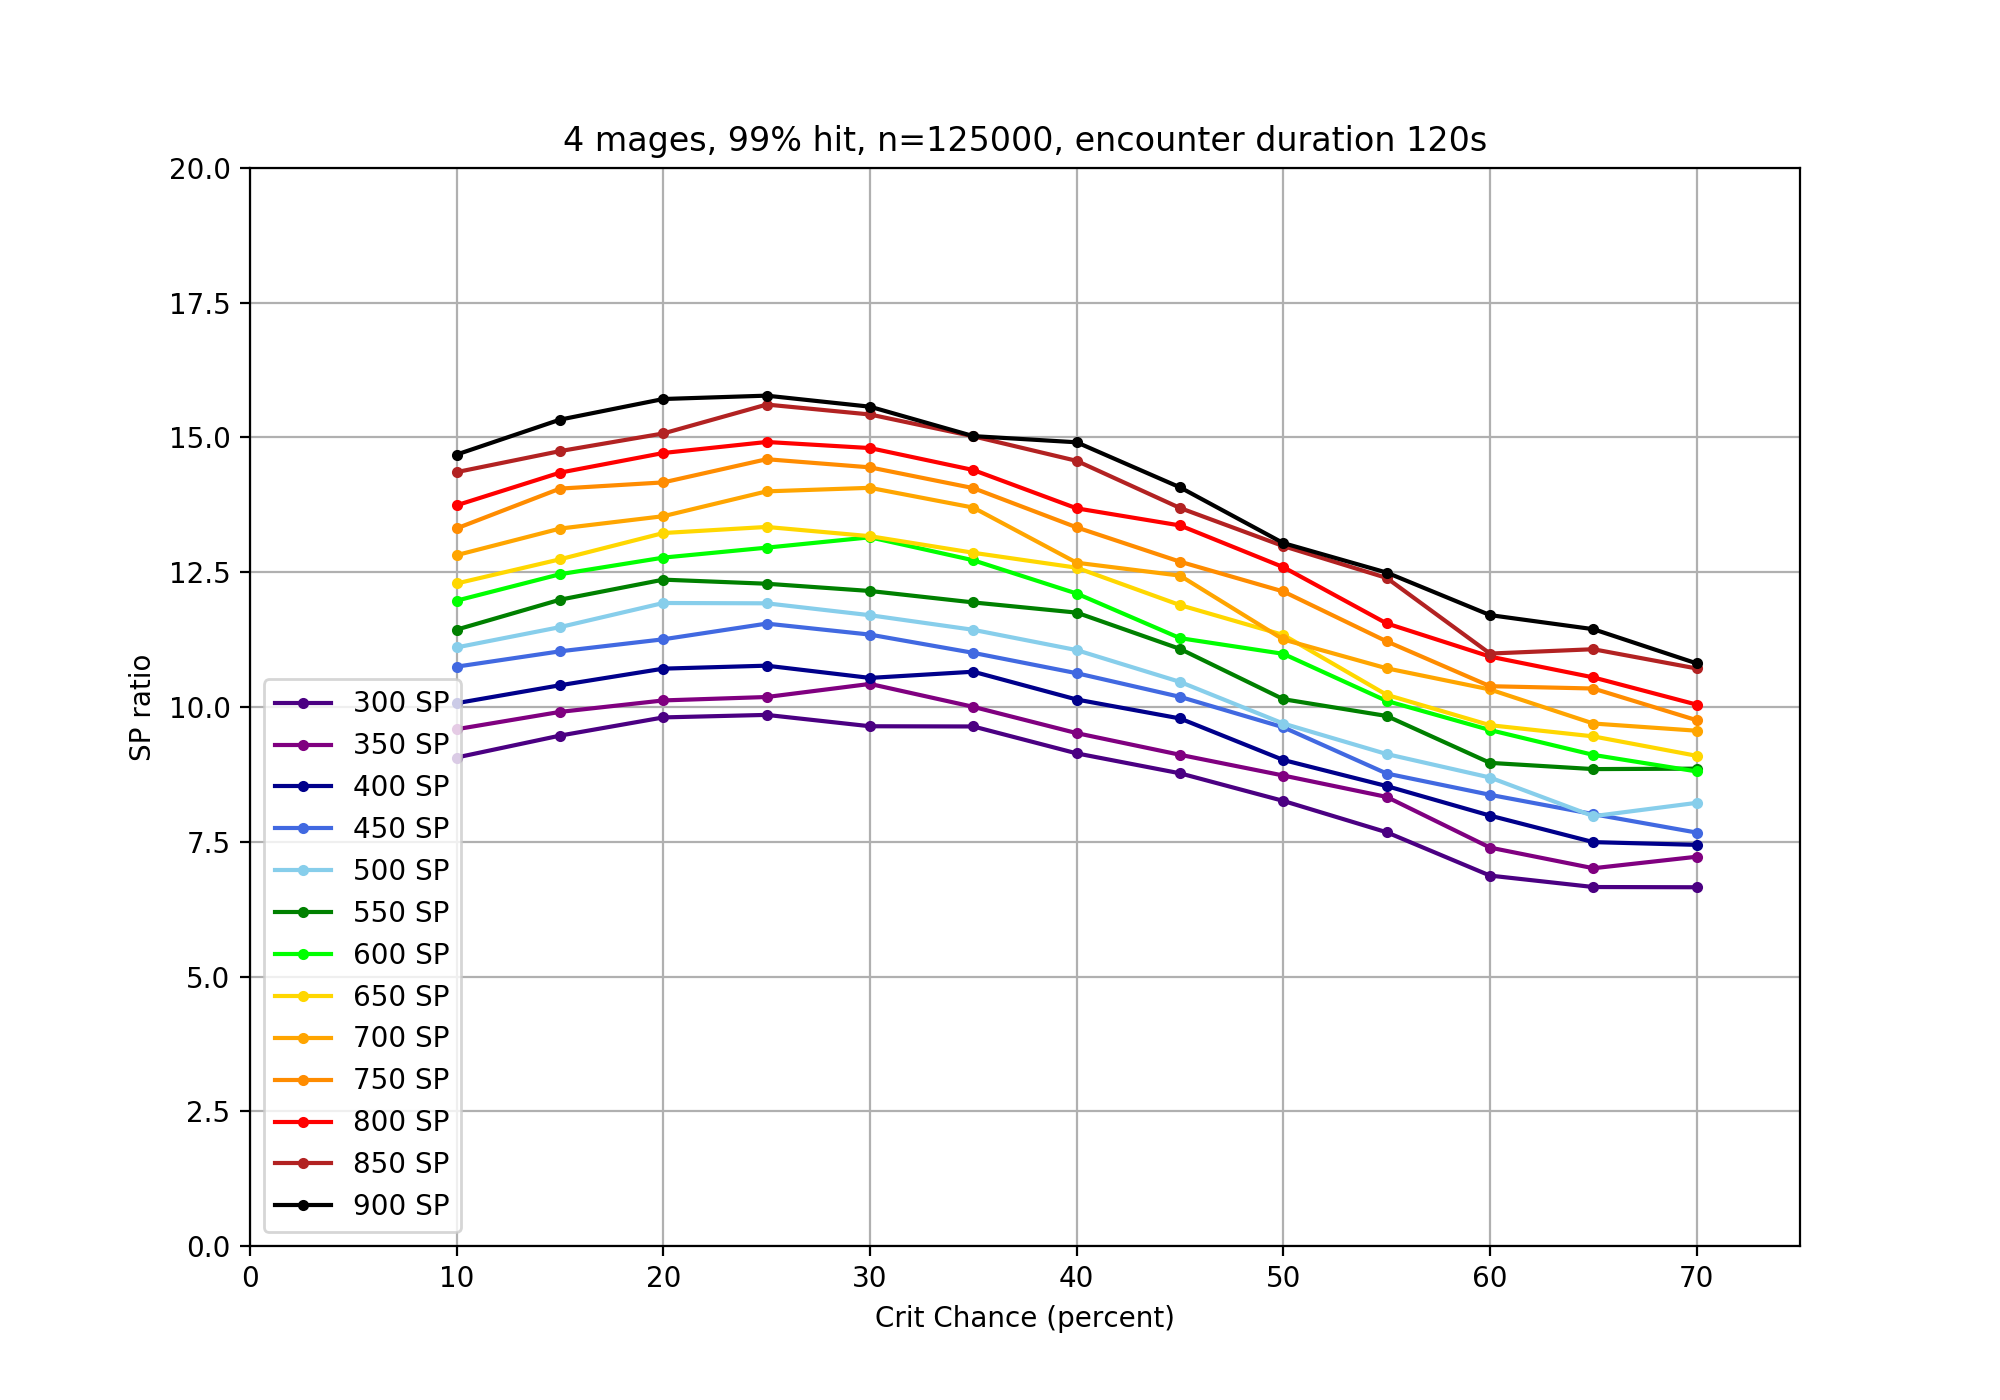 4 mages, 99% hit, n=125000, encounter duration 120s
20.0
17.5
15.0
12.5
10.0
7.5
5.0
2.5
0.0
SP ratio
300 SP
350 SP
400 SP
450 SP
500 SP
550 SP
600 SP
650 SP
700 SP
750 SP
800 SP
850 SP
900 SP
0 10 20 30 40 50 60 70
Crit Chance (percent)